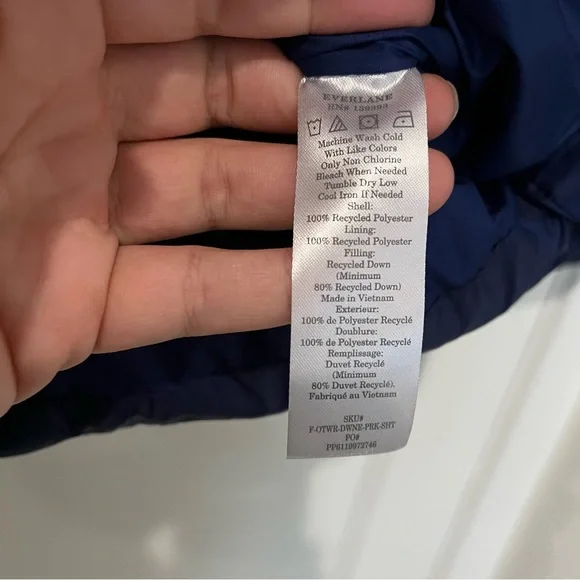 EVERLANE
Machine Wash Cold
With Like Colors
Only Non Chlorine
Bleach When Needed
Tumble Dry Low
Cool Iron If Needed
Shell:
100% Recycled Polyester
Lining:
100% Recycled Polyester
Filling:
Recycled Down
(Minimum
80% Recycled Down)
Made in Vietnam
Exterieur:
100% de Polyester Recyclé
Doublure:
100% de Polyester Recyclé
Remplissage:
Duvet Recyclé
(Minimum
80% Duvet Recyclé).
Fabriqué au Vietnam
SKU#
F-OTWR-DWNE-PRK-SHT
PO#
PP6119972746